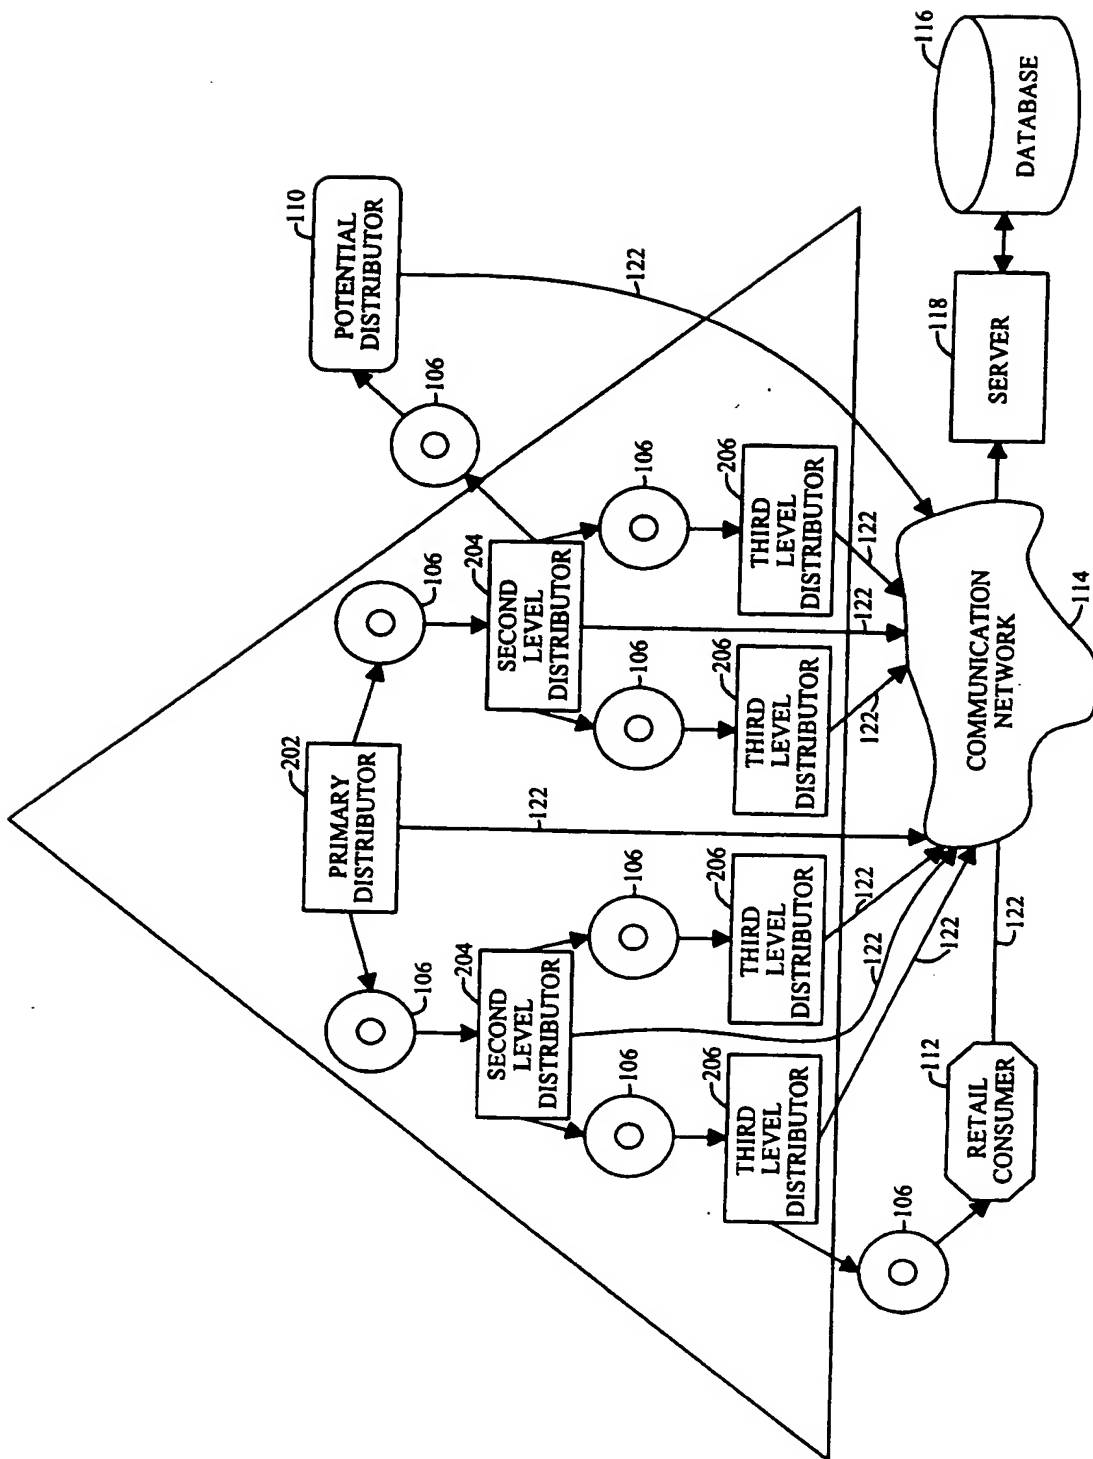 202
PRIMARY
DISTRIBUTOR
106
106
106
110
POTENTIAL
DISTRIBUTOR
204
SECOND
LEVEL
DISTRIBUTOR
204
SECOND
LEVEL
DISTRIBUTOR
122
122
106
106
106
106
206
THIRD
LEVEL
DISTRIBUTOR
206
THIRD
LEVEL
DISTRIBUTOR
206
THIRD
LEVEL
DISTRIBUTOR
206
THIRD
LEVEL
DISTRIBUTOR
122
122
122
122
122
122
106
112
RETAIL
CONSUMER
122
COMMUNICATION
NETWORK
114
118
SERVER
116
DATABASE